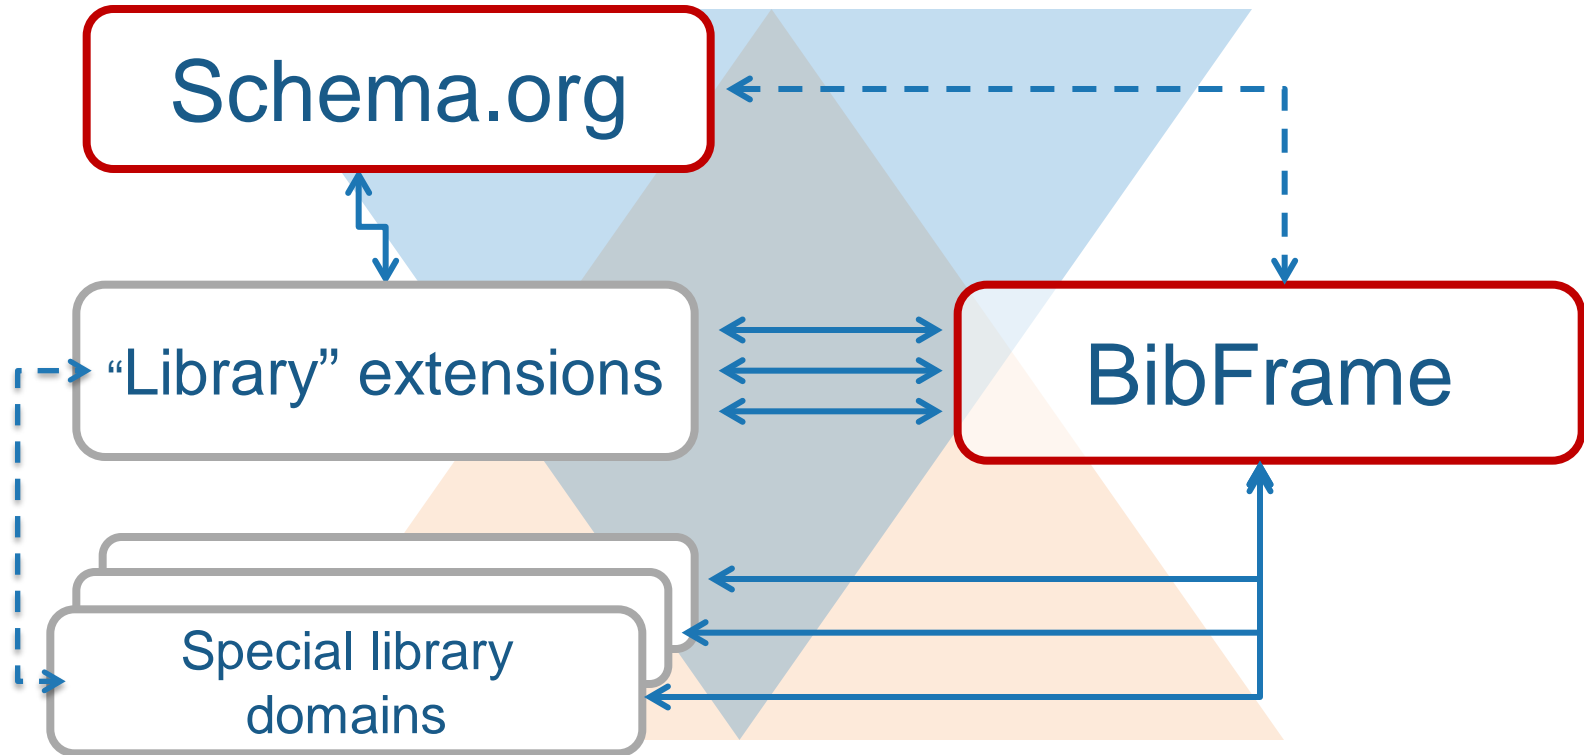 Schema.org
“Library” extensions
BibFrame
Special library
domains